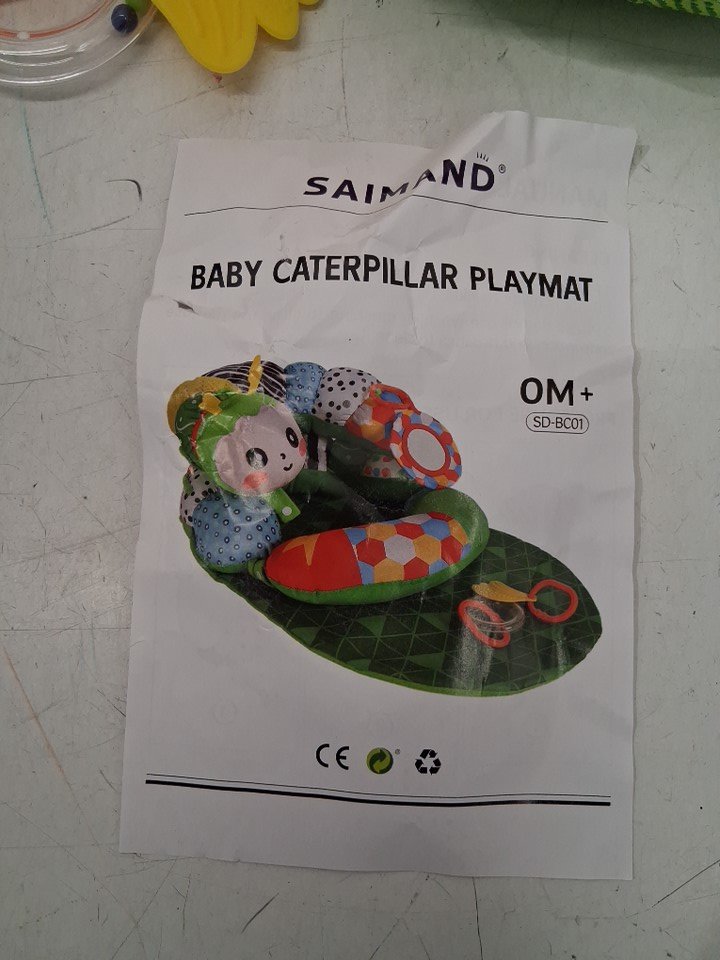 SAIMAND®
BABY CATERPILLAR PLAYMAT
0M+
SD-BC01
CE